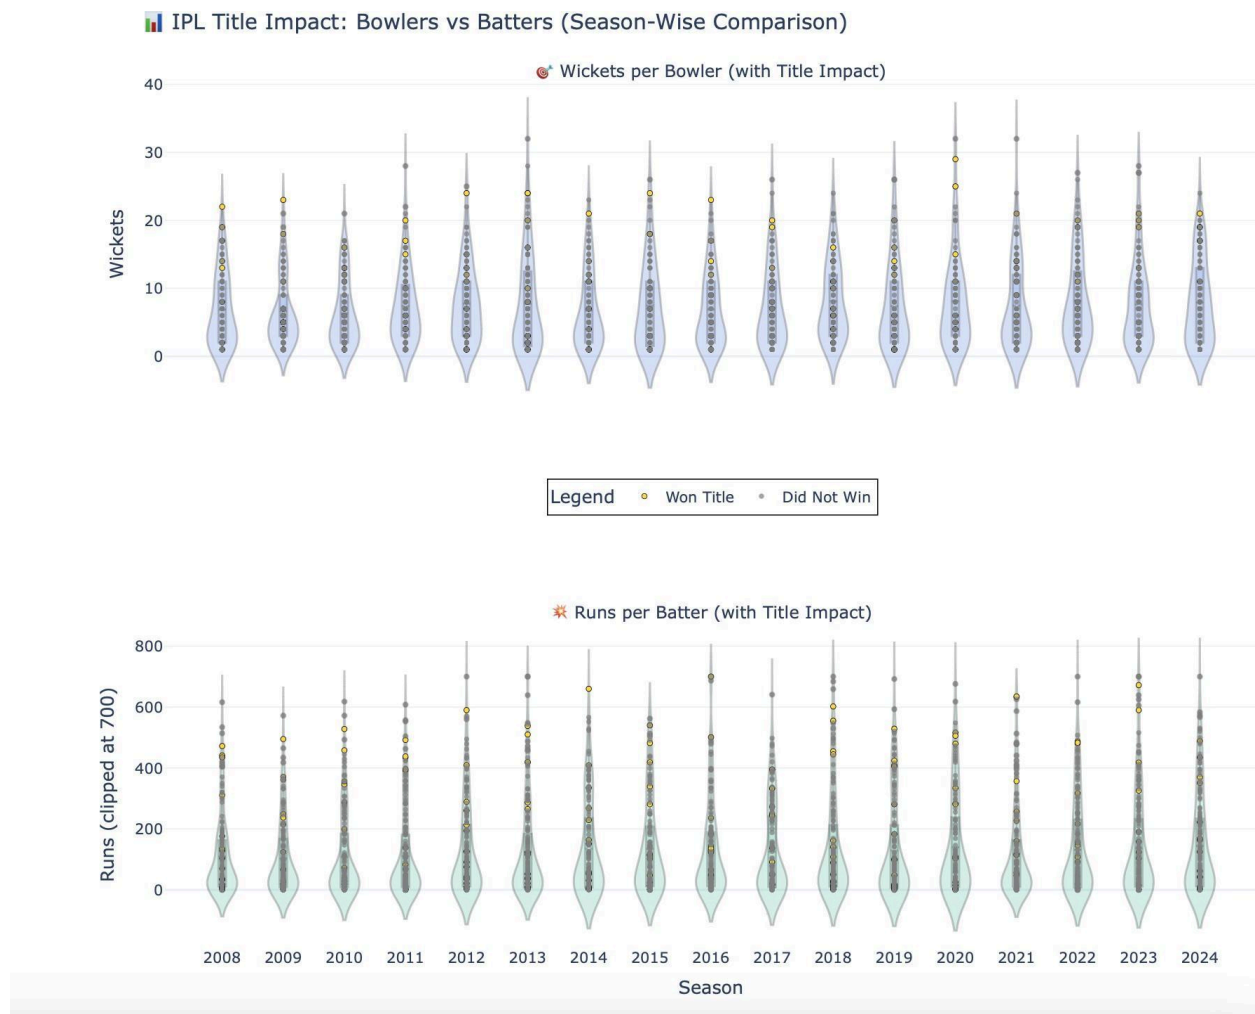 📊 IPL Title Impact: Bowlers vs Batters (Season-Wise Comparison)
🎯 Wickets per Bowler (with Title Impact)
40
30
20
10
0
Wickets
Legend Won Title Did Not Win
💥 Runs per Batter (with Title Impact)
800
600
400
200
0
Runs (clipped at 700)
2008 2009 2010 2011 2012 2013 2014 2015 2016 2017 2018 2019 2020 2021 2022 2023 2024
Season